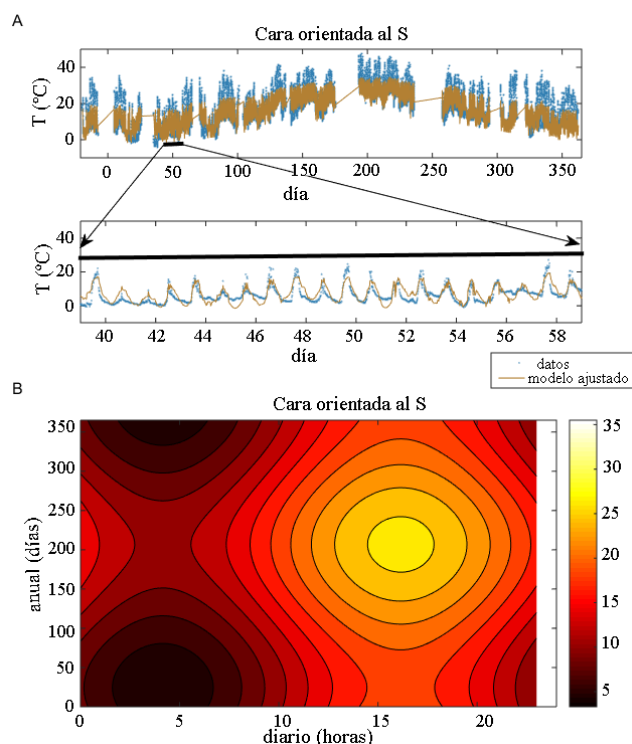 A
Cara orientada al S
T (°C)
40
20
0
0 50 100 150 200 250 300 350
día
T (°C)
40
20
0
40 42 44 46 48 50 52 54 56 58
día
datos
modelo ajustado
B
Cara orientada al S
anual (días)
350
300
250
200
150
100
50
0
0 5 10 15 20
diario (horas)
35
30
25
20
15
10
5